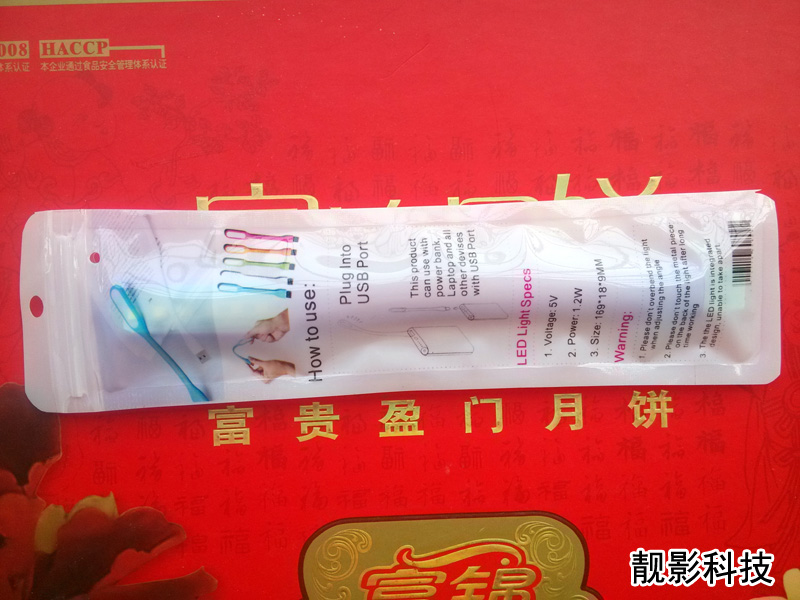 008
HACCP
本企业通过食品安全管理体系认证
体系认证
How to use:
Plug Into
USB Port
This product
can use with
power bank,
Laptop and all
other devises
with USB Port
LED Light Specs
1. Voltage: 5V
2. Power: 1.2W
3. Size: 169*18*9MM
Warning:
1. Please don't overbend the light
when adjusting the angle
2. Please don't touch the metal piece
on the back of the light after long
time working
3. The the LED light is integrated
design, unable to take apart
富贵盈门月饼
富锦
靓影科技